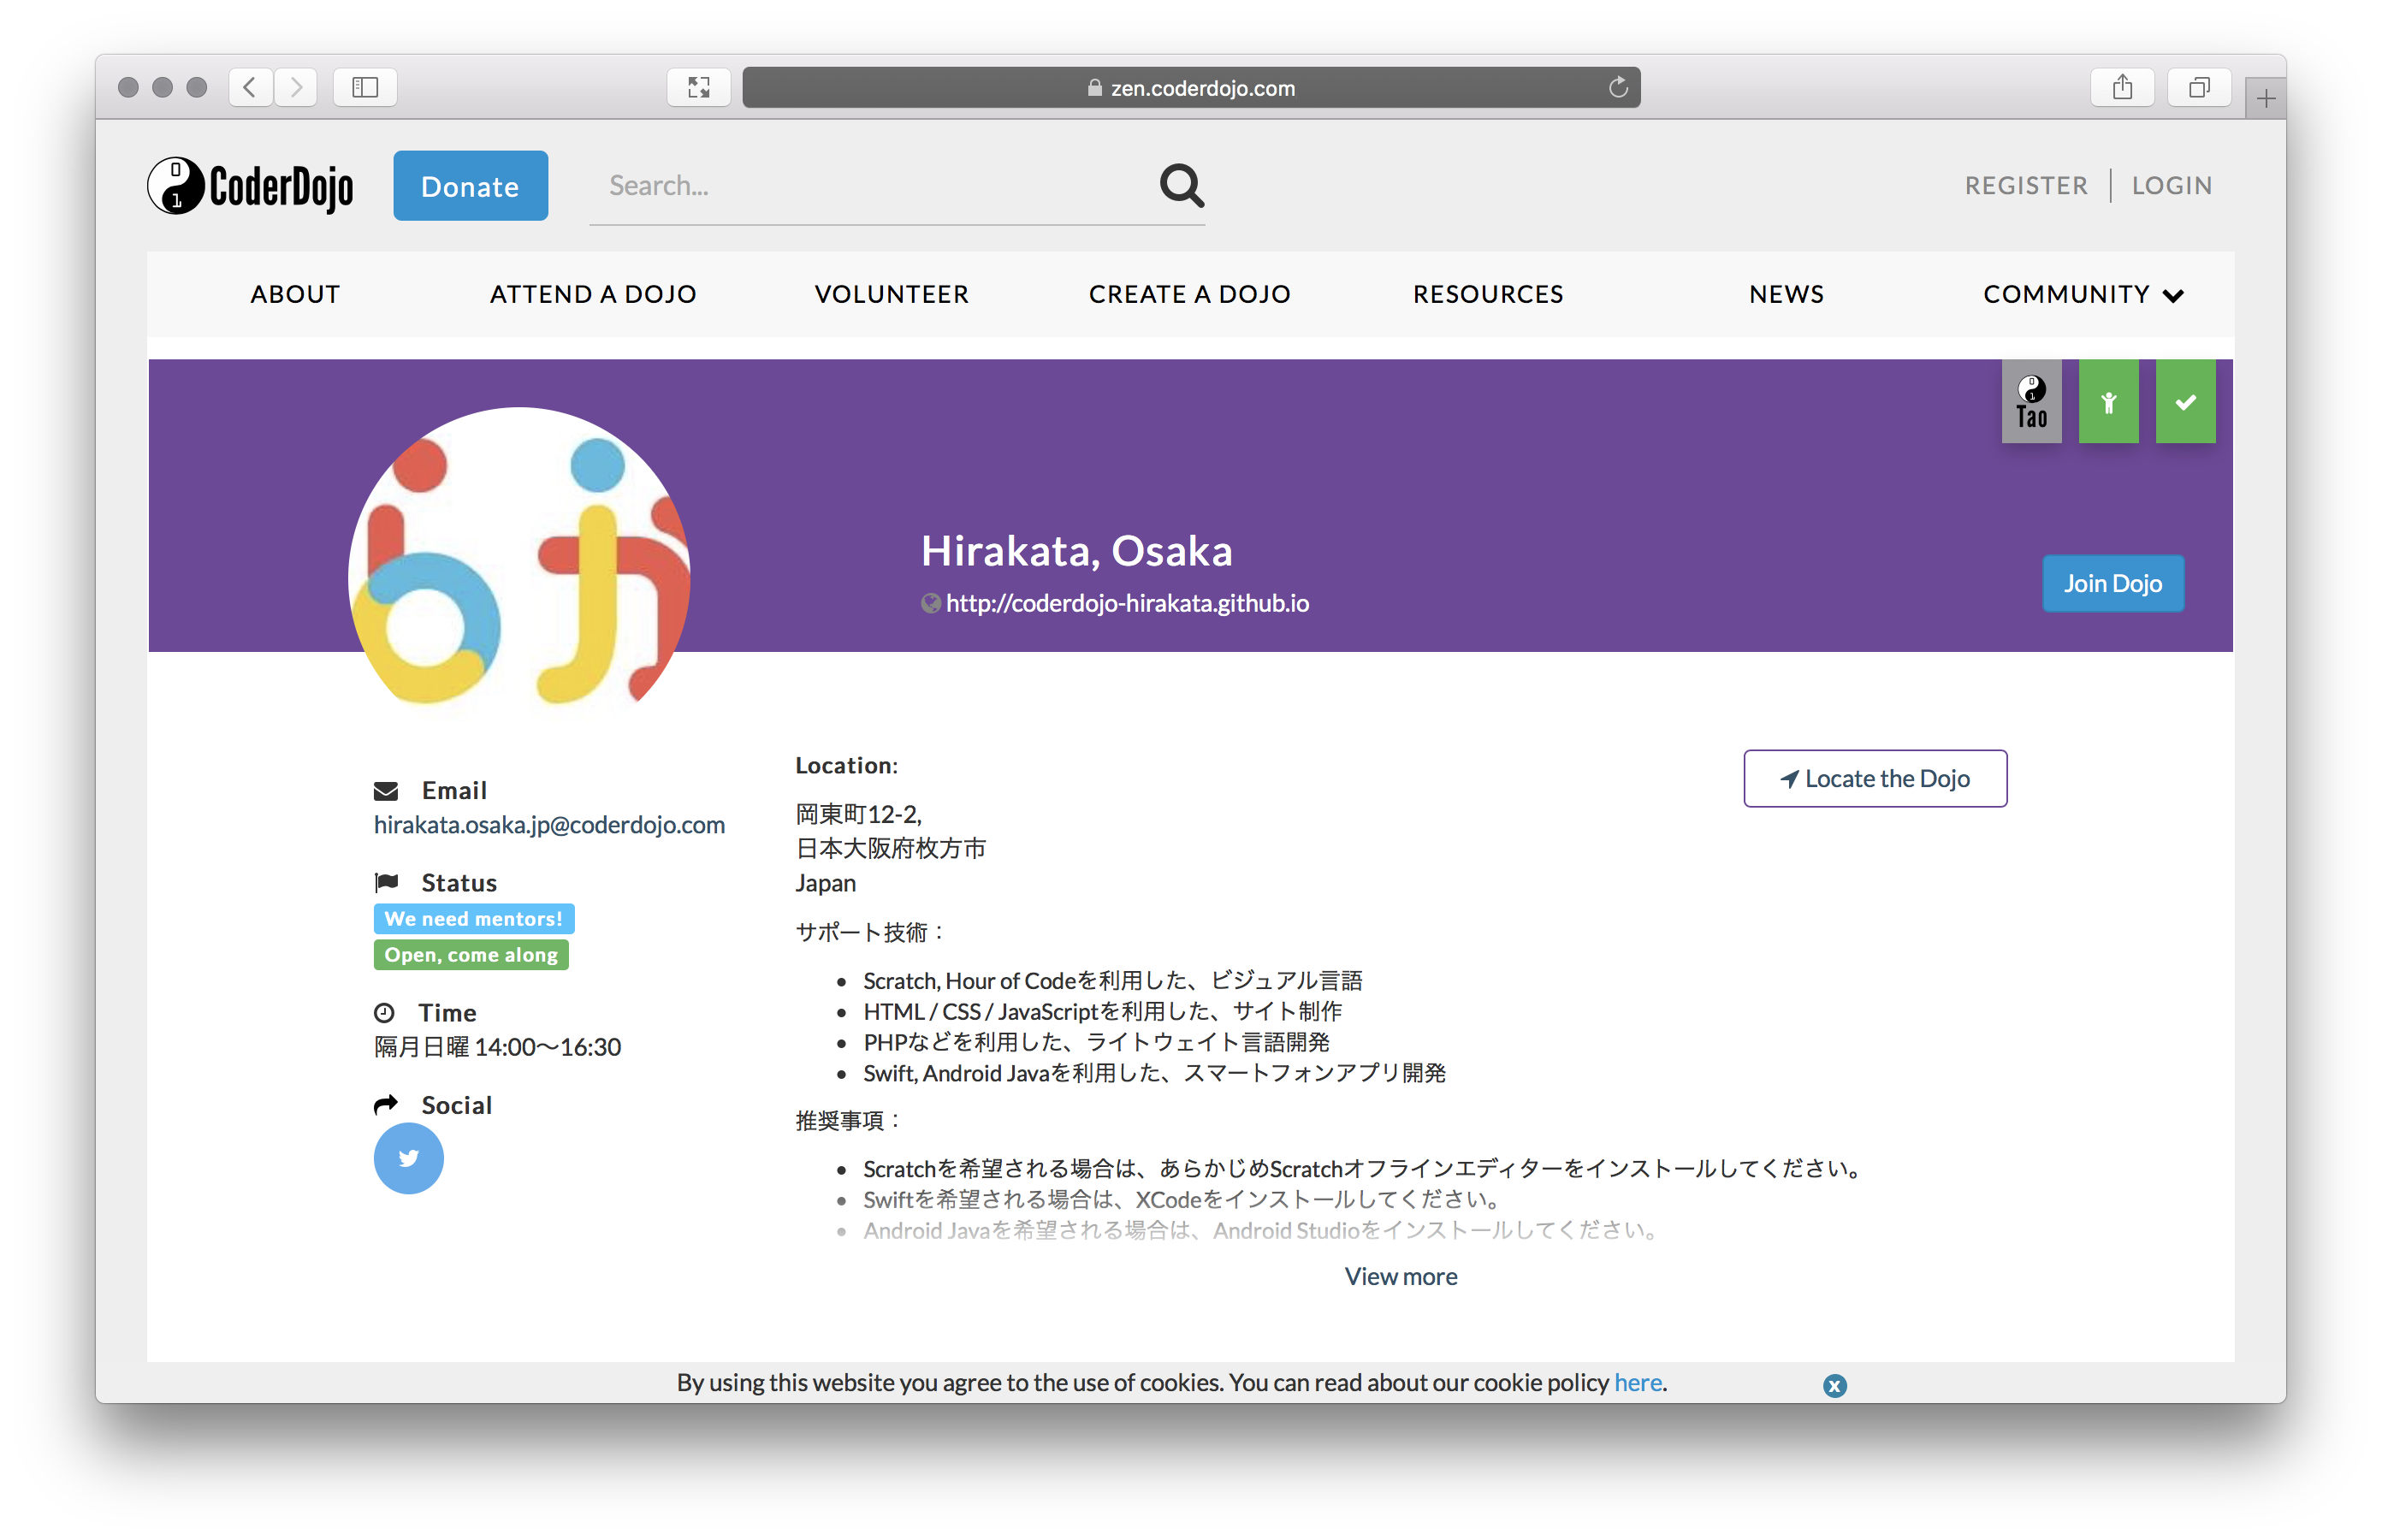 zen.coderdojo.com
CoderDojo
Donate
Search...
REGISTER
LOGIN
ABOUT
ATTEND A DOJO
VOLUNTEER
CREATE A DOJO
RESOURCES
NEWS
COMMUNITY
Tao
Hirakata, Osaka
http://coderdojo-hirakata.github.io
Join Dojo
Email
hirakata.osaka.jp@coderdojo.com
Status
We need mentors!
Open, come along
Time
隔月日曜 14:00〜16:30
Social
Location:
岡東町12-2,
日本大阪府枚方市
Japan
Locate the Dojo
サポート技術：
Scratch, Hour of Codeを利用した、ビジュアル言語
HTML / CSS / JavaScriptを利用した、サイト制作
PHPなどを利用した、ライトウェイト言語開発
Swift, Android Javaを利用した、スマートフォンアプリ開発
推奨事項：
Scratchを希望される場合は、あらかじめScratchオフラインエディターをインストールしてください。
Swiftを希望される場合は、XCodeをインストールしてください。
Android Javaを希望される場合は、Android Studioをインストールしてください。
View more
By using this website you agree to the use of cookies. You can read about our cookie policy here.